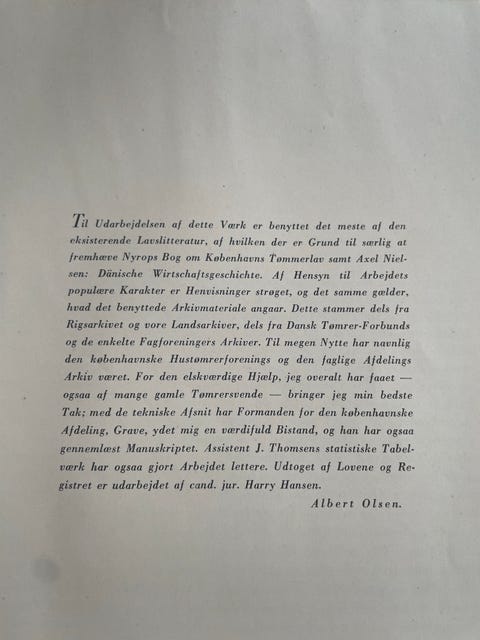 Til Udarbejdelsen af dette Værk er benyttet det meste af den
eksisterende Lavslitteratur, af hvilken der er Grund til særlig at
fremhæve Nyrops Bog om Københavns Tømmerlav samt Axel Niel-
sen: Dänische Wirtschaftsgeschichte. Af Hensyn til Arbejdets
populære Karakter er Henvisninger strøget, og det samme gælder,
hvad det benyttede Arkivmateriale angaar. Dette stammer dels fra
Rigsarkivet og vore Landsarkiver, dels fra Dansk Tømrer-Forbunds
og de enkelte Fagforeningers Arkiver. Til megen Nytte har navnlig
den københavnske Hustømrerforenings og den faglige Afdelings
Arkiv været. For den elskværdige Hjælp, jeg overalt har faaet —
ogsaa af mange gamle Tømrersvende — bringer jeg min bedste
Tak; med de tekniske Afsnit har Formanden for den københavnske
Afdeling, Grave, ydet mig en værdifuld Bistand, og han har ogsaa
gennemlæst Manuskriptet. Assistent J. Thomsens statistiske Tabel-
værk har ogsaa gjort Arbejdet lettere. Udtoget af Lovene og Re-
gistret er udarbejdet af cand. jur. Harry Hansen.
Albert Olsen.